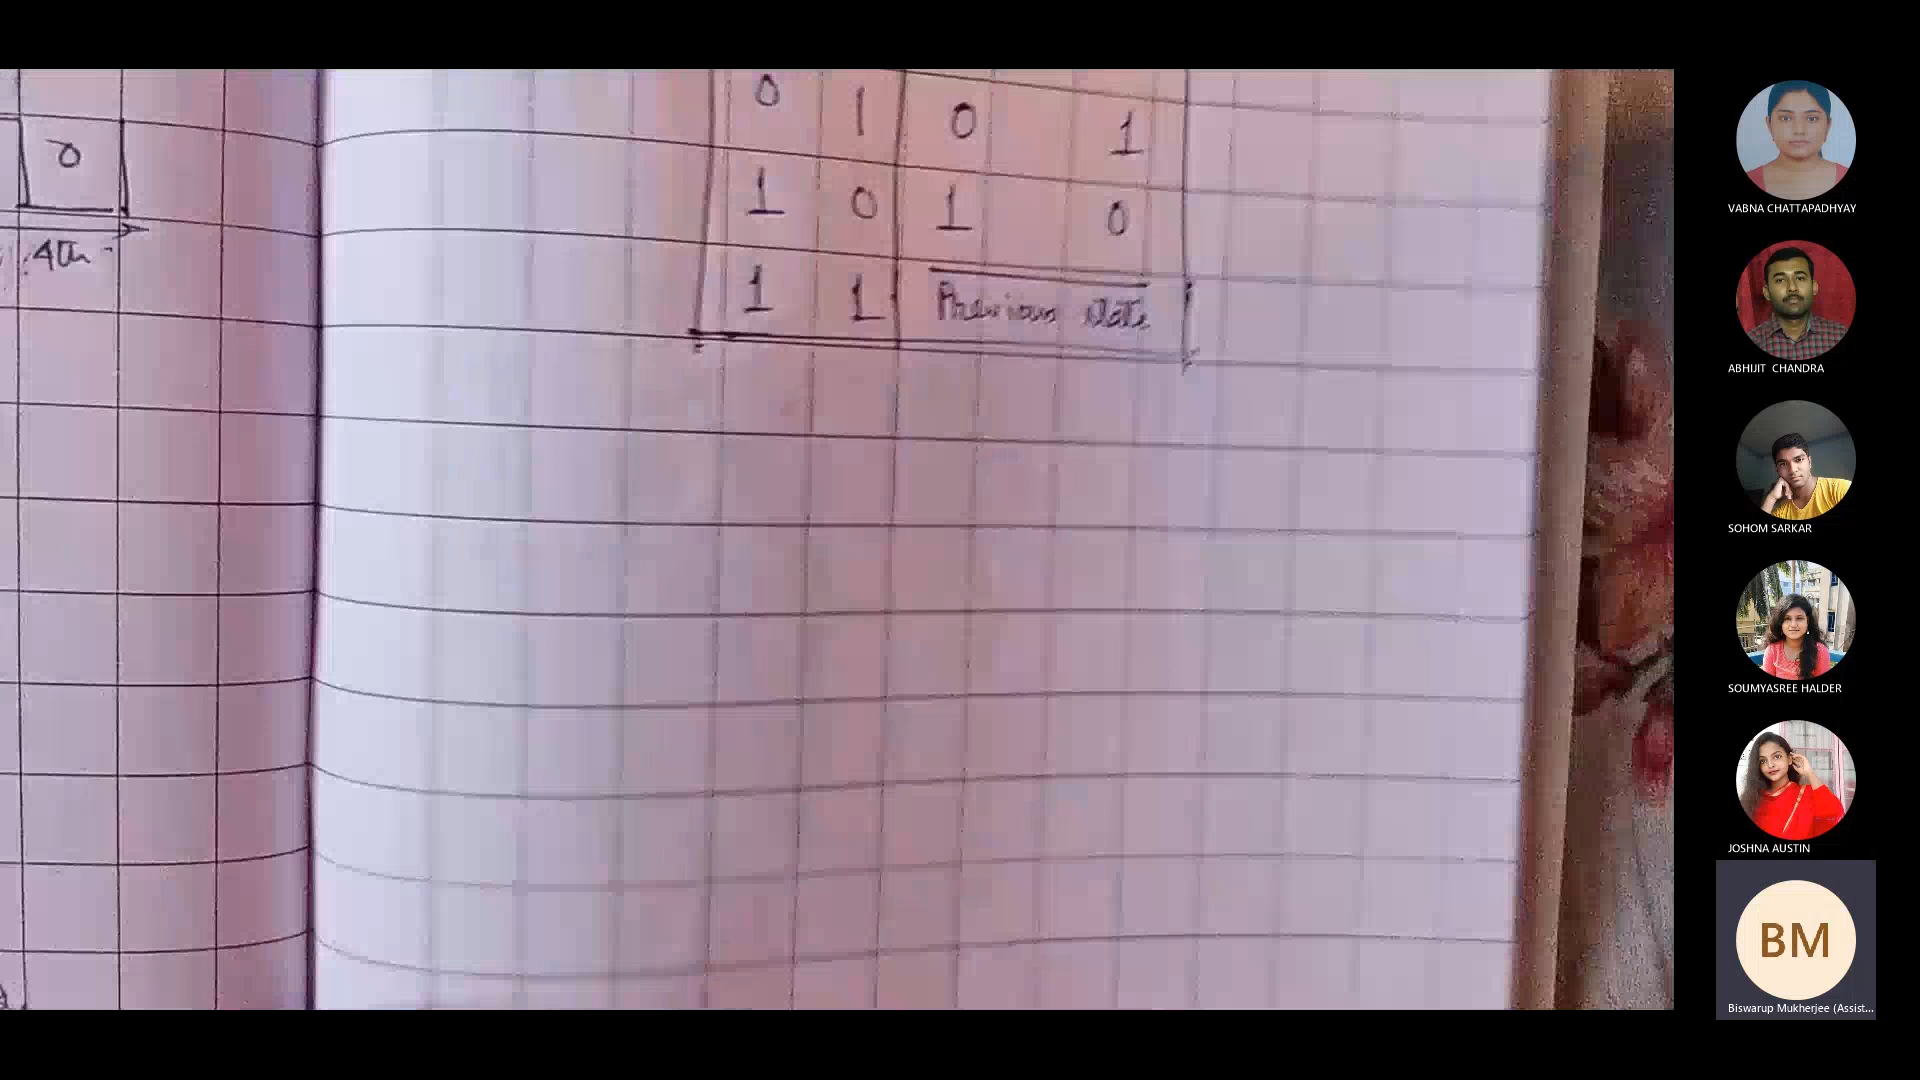 0 1 0 1
0
1 0 1 0
4th
1 1 Previous State
VABNA CHATTAPADHYAY
ABHIJIT CHANDRA
SOHOM SARKAR
SOUMYASREE HALDER
JOSHNA AUSTIN
BM
Biswarup Mukherjee (Assist...